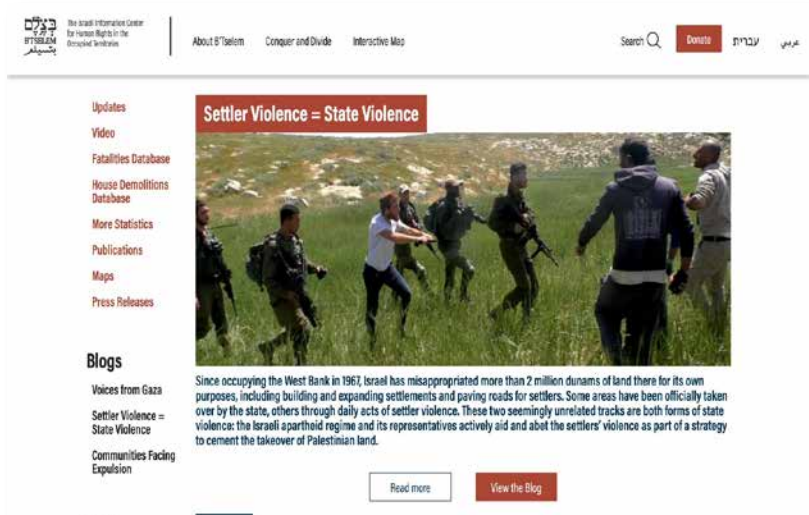 בצלם
B'TSELEM
بتسيلم
The Israeli Information Center
for Human Rights in the
Occupied Territories
About B'Tselem
Conquer and Divide
Interactive Map
Search
Donate
עברית
عربي
Updates
Video
Fatalities Database
House Demolitions
Database
More Statistics
Publications
Maps
Press Releases
Blogs
Voices from Gaza
Settler Violence =
State Violence
Communities Facing
Expulsion
Settler Violence = State Violence
Since occupying the West Bank in 1967, Israel has misappropriated more than 2 million dunams of land there for its own
purposes, including building and expanding settlements and paving roads for settlers. Some areas have been officially taken
over by the state, others through daily acts of settler violence. These two seemingly unrelated tracks are both forms of state
violence: the Israeli apartheid regime and its representatives actively aid and abet the settlers' violence as part of a strategy
to cement the takeover of Palestinian land.
Read more
View the Blog